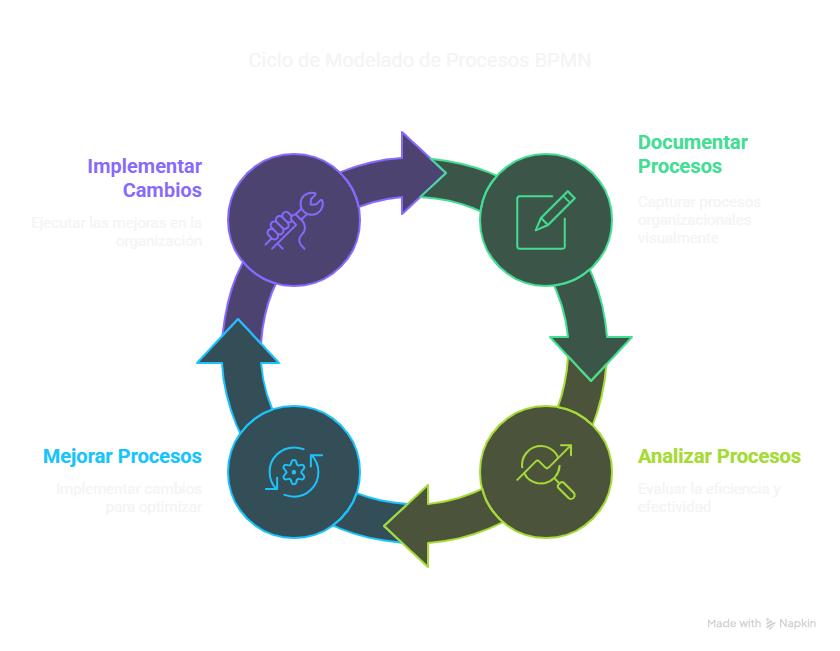 Ciclo de Modelado de Procesos BPMN
Implementar
Cambios
Ejecutar las mejoras en la
organización
Documentar
Procesos
Capturar procesos
organizacionales
visualmente
Mejorar Procesos
Implementar cambios
para optimizar
Analizar Procesos
Evaluar la eficiencia y
efectividad
Made with Napkin